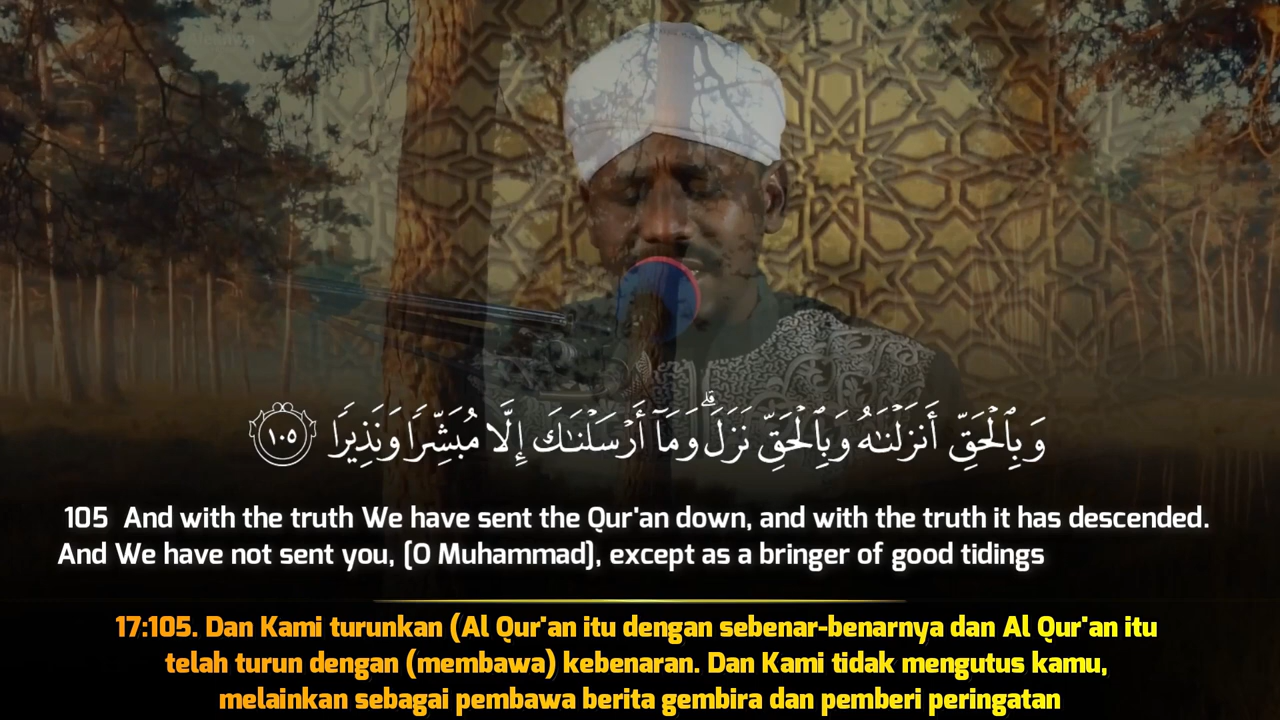 وَبِٱلْحَقِّ أَنزَلْنَٰهُ وَبِٱلْحَقِّ نَزَلَ ۗ وَمَآ أَرْسَلْنَٰكَ إِلَّا مُبَشِّرًا وَنَذِيرًا ١٠٥
105 And with the truth We have sent the Qur'an down, and with the truth it has descended.
And We have not sent you, [O Muhammad], except as a bringer of good tidings
17:105. Dan Kami turunkan (Al Qur'an itu dengan sebenar-benarnya dan Al Qur'an itu
telah turun dengan (membawa) kebenaran. Dan Kami tidak mengutus kamu,
melainkan sebagai pembawa berita gembira dan pemberi peringatan